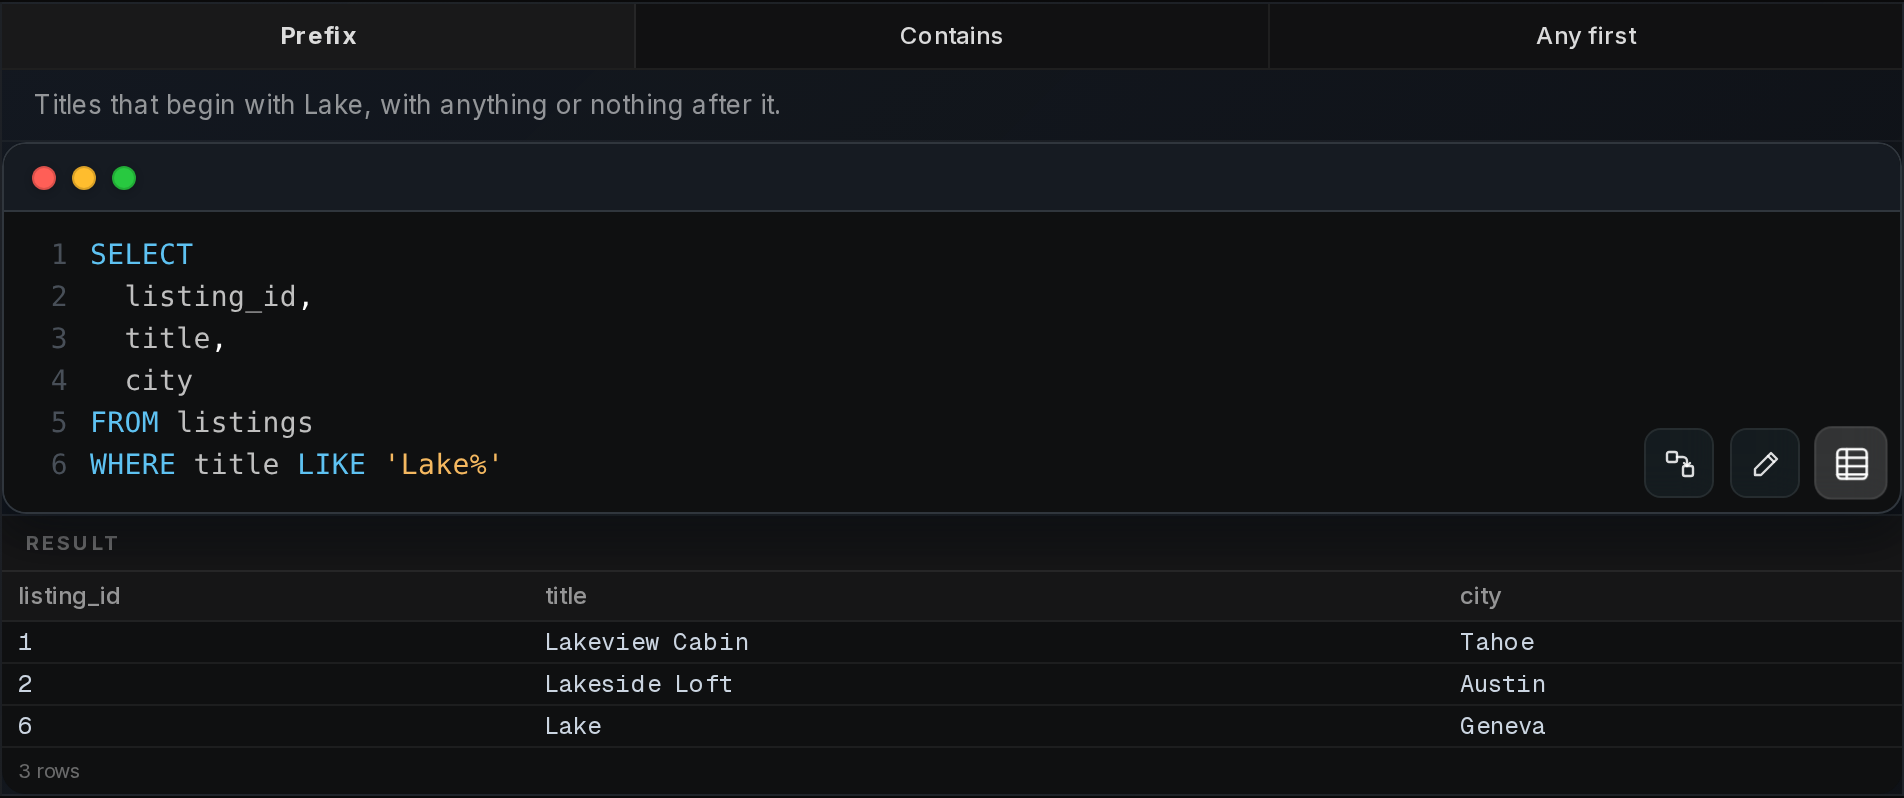 Prefix Contains Any first
Titles that begin with Lake, with anything or nothing after it.
1 SELECT
2   listing_id,
3   title,
4   city
5 FROM listings
6 WHERE title LIKE 'Lake%'
RESULT
listing_id title city
1 Lakeview Cabin Tahoe
2 Lakeside Loft Austin
6 Lake Geneva
3 rows